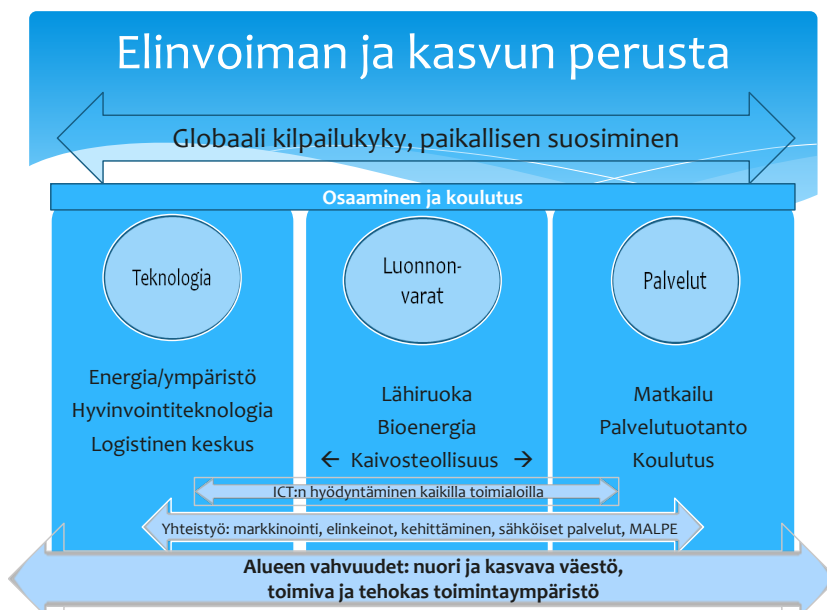 Elinvoiman ja kasvun perusta
Globaali kilpailukyky, paikallisen suosiminen
Osaaminen ja koulutus
Teknologia
Energia/ympäristö
Hyvinvointiteknologia
Logistinen keskus
Luonnon-
varat
Lähiruoka
Bioenergia
← Kaivosteollisuus →
Palvelut
Matkailu
Palvelutuotanto
Koulutus
ICT:n hyödyntäminen kaikilla toimialoilla
Yhteistyö: markkinointi, elinkeinot, kehittäminen, sähköiset palvelut, MALPE
Alueen vahvuudet: nuori ja kasvava väestö,
toimiva ja tehokas toimintaympäristö